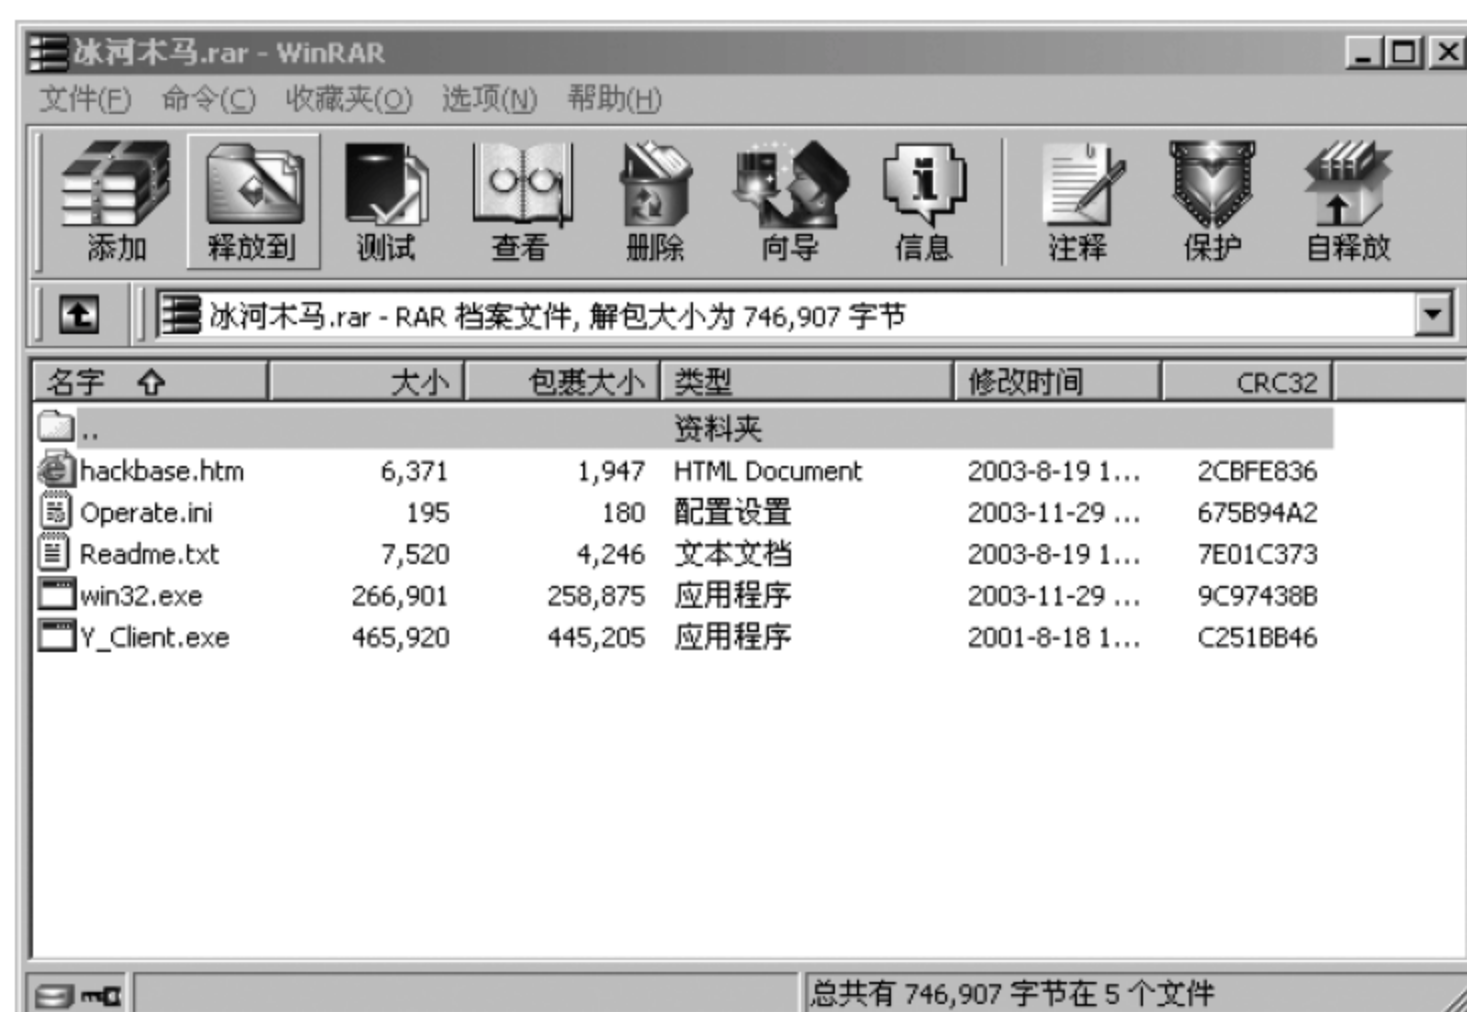 冰河木马.rar - WinRAR
文件(F) 命令(C) 收藏夹(O) 选项(N) 帮助(H)
添加 释放到 测试 查看 删除 向导 信息 注释 保护 自释放
冰河木马.rar - RAR 档案文件, 解包大小为 746,907 字节
名字 大小 包裹大小 类型 修改时间 CRC32
.. 资料夹
hackbase.htm 6,371 1,947 HTML Document 2003-8-19 1... 2CBFE836
Operate.ini 195 180 配置设置 2003-11-29 ... 675B94A2
Readme.txt 7,520 4,246 文本文档 2003-8-19 1... 7E01C373
win32.exe 266,901 258,875 应用程序 2003-11-29 ... 9C97438B
Y_Client.exe 465,920 445,205 应用程序 2001-8-18 1... C251BB46
总共有 746,907 字节在 5 个文件